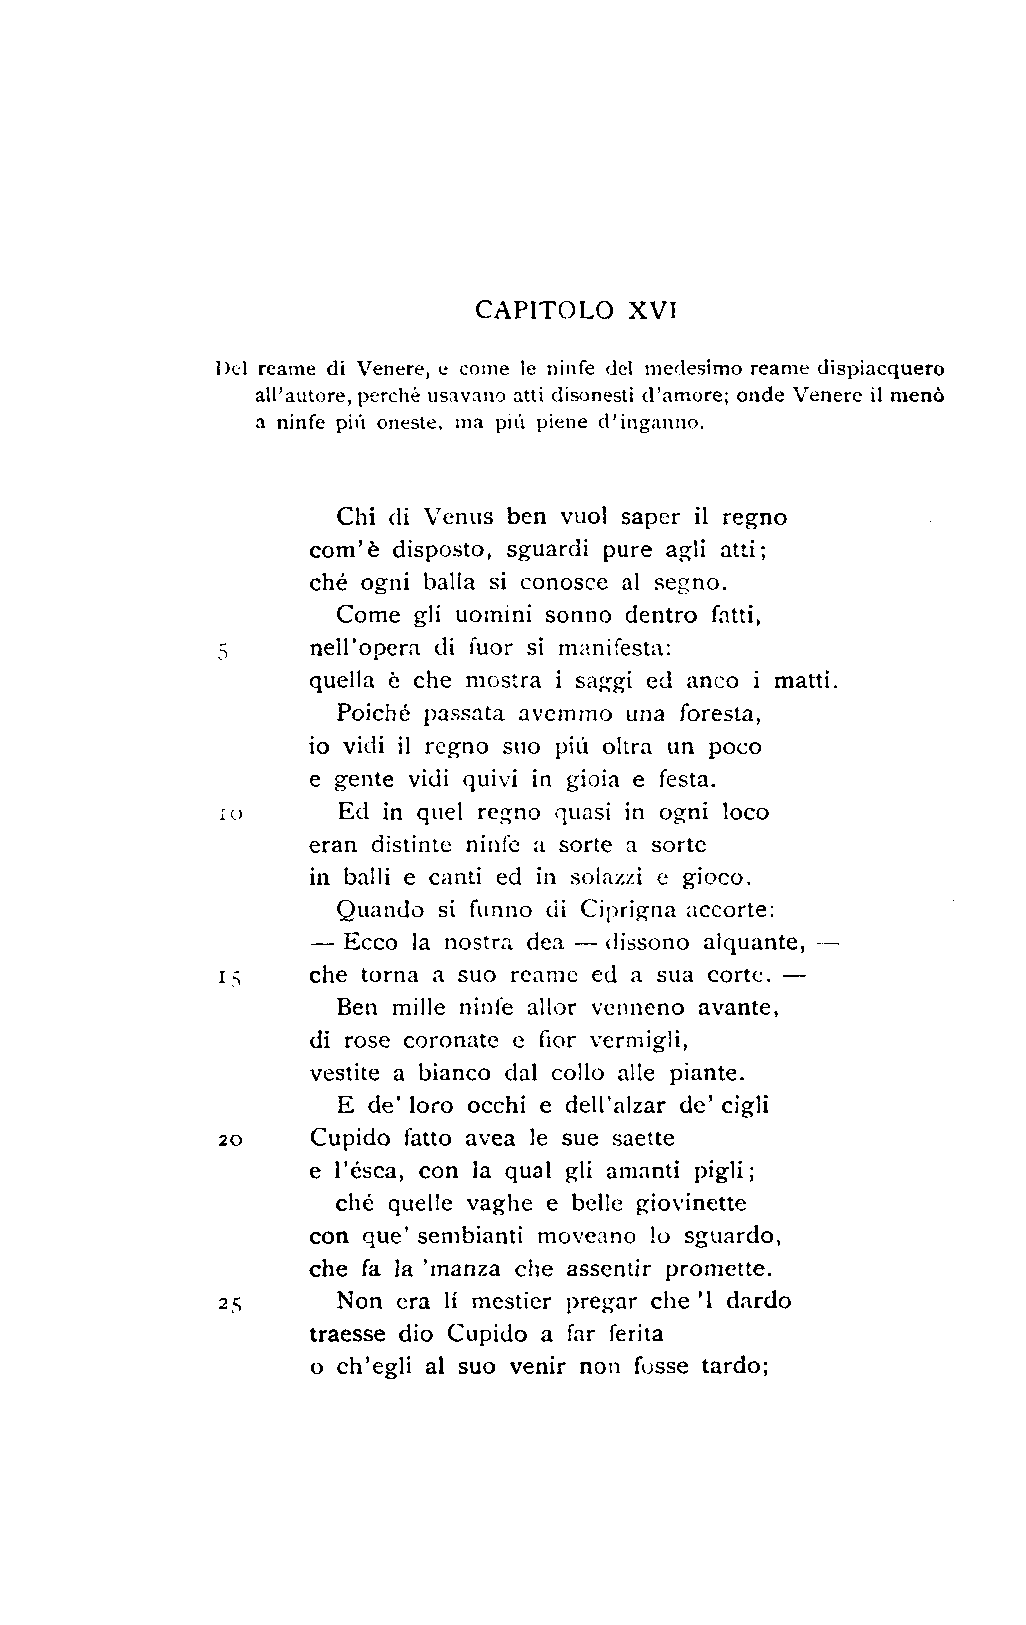 CAPITOLO XVI
Del reame di Venere, e come le ninfe del medesimo reame dispiacquero
all'autore, perché usavano atti disonesti d'amore; onde Venere il menò
a ninfe piú oneste, ma piú piene d'inganno.
Chi di Venus ben vuol saper il regno
com'è disposto, sguardi pure agli atti;
ché ogni balla si conosce al segno.
Come gli uomini sonno dentro fatti,
5 nell'opera di fuor si manifesta:
quella è che mostra i saggi ed anco i matti.
Poiché passata avemmo una foresta,
io vidi il regno suo piú oltra un poco
e gente vidi quivi in gioia e festa.
10 Ed in quel regno quasi in ogni loco
eran distinte ninfe a sorte a sorte
in balli e canti ed in solazzi e gioco.
Quando si funno di Ciprigna accorte:
— Ecco la nostra dea — dissono alquante, —
15 che torna a suo reame ed a sua corte. —
Ben mille ninfe allor venneno avante,
di rose coronate e fior vermigli,
vestite a bianco dal collo alle piante.
E de' loro occhi e dell'alzar de' cigli
20 Cupido fatto avea le sue saette
e l'ésca, con la qual gli amanti pigli;
ché quelle vaghe e belle giovinette
con que' sembianti moveano lo sguardo,
che fa la 'manza che assentir promette.
25 Non era lí mestier pregar che 'l dardo
traesse dio Cupido a far ferita
o ch'egli al suo venir non fosse tardo;